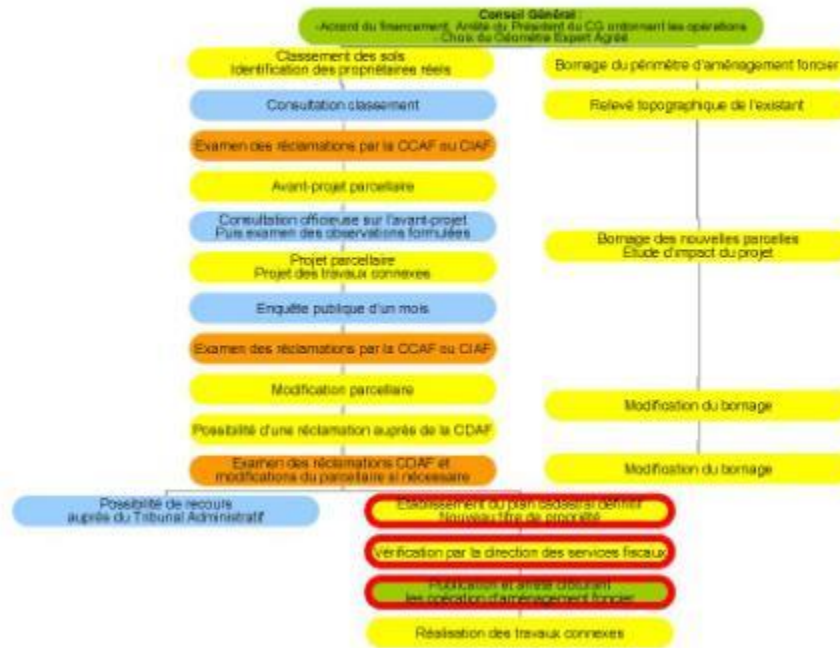 Conseil Général :
-Accord du financement, Arrêté du Président du CG ordonnant les opérations
- Choix du Géomètre Expert Agréé
Classement des sols
Identification des propriétaires réels
Consultation classement
Examen des réclamations par la CCAF ou CIAF
Avant-projet parcellaire
Consultation officieuse sur l'avant-projet
Puis examen des observations formulées
Projet parcellaire
Projet des travaux connexes
Enquête publique d'un mois
Examen des réclamations par la CCAF ou CIAF
Modification parcellaire
Possibilité d'une réclamation auprès de la CDAF
Examen des réclamations CDAF et
modifications du parcellaire si nécessaire
Bornage du périmètre d'aménagement foncier
Relevé topographique de l'existant
Bornage des nouvelles parcelles
Etude d'impact du projet
Modification du bornage
Modification du bornage
Possibilité de recours
auprès du Tribunal Administratif
Etablissement du plan cadastral définitif
Nouveau titre de propriété
Vérification par la direction des services fiscaux
Publication et arrêté clôturant
les opération d'aménagement foncier
Réalisation des travaux connexes